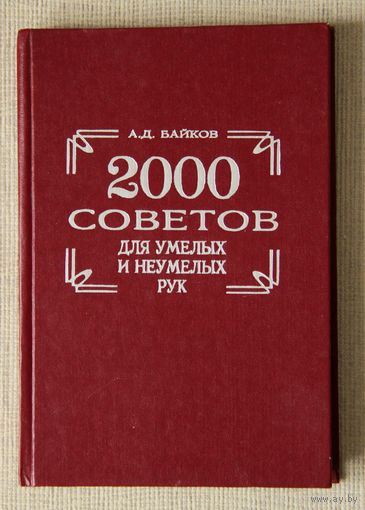 А.Д. БАЙКОВ
2000
СОВЕТОВ
ДЛЯ УМЕЛЫХ
И НЕУМЕЛЫХ
РУК
www.ay.by